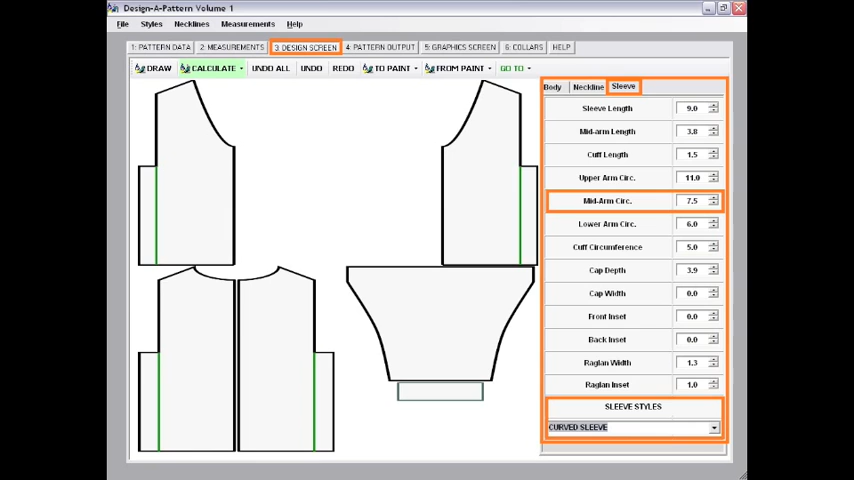 Design-A-Pattern Volume 1
File Styles Necklines Measurements Help
1: PATTERN DATA 2: MEASUREMENTS 3: DESIGN SCREEN 4: PATTERN OUTPUT 5: GRAPHICS SCREEN 6: COLLARS HELP
DRAW CALCULATE UNDO ALL UNDO REDO TO PAINT FROM PAINT GO TO
Body Neckline Sleeve
Sleeve Length 9.0
Mid-arm Length 3.8
Cuff Length 1.5
Upper Arm Circ. 11.0
Mid-Arm Circ. 7.5
Lower Arm Circ. 6.0
Cuff Circumference 5.0
Cap Depth 3.9
Cap Width 0.0
Front Inset 0.0
Back Inset 0.0
Raglan Width 1.3
Raglan Inset 1.0
SLEEVE STYLES
CURVED SLEEVE